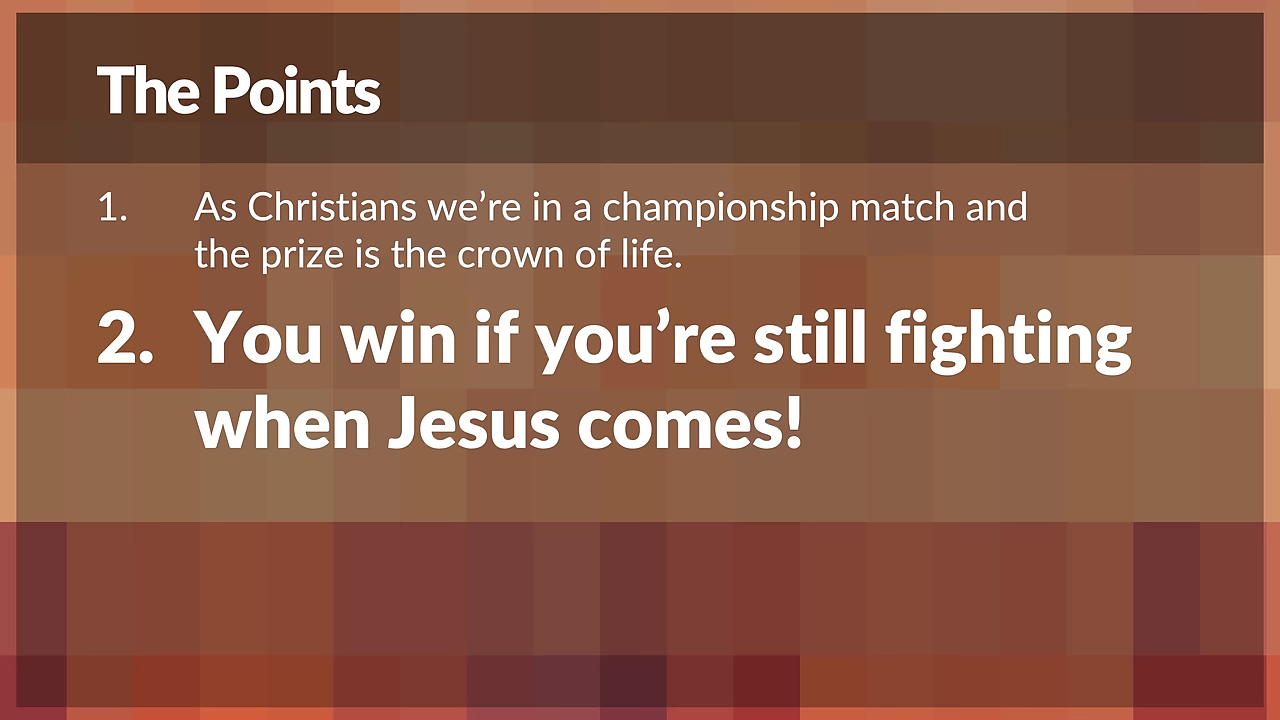 The Points
1. As Christians we’re in a championship match and
the prize is the crown of life.
2. You win if you’re still fighting
when Jesus comes!